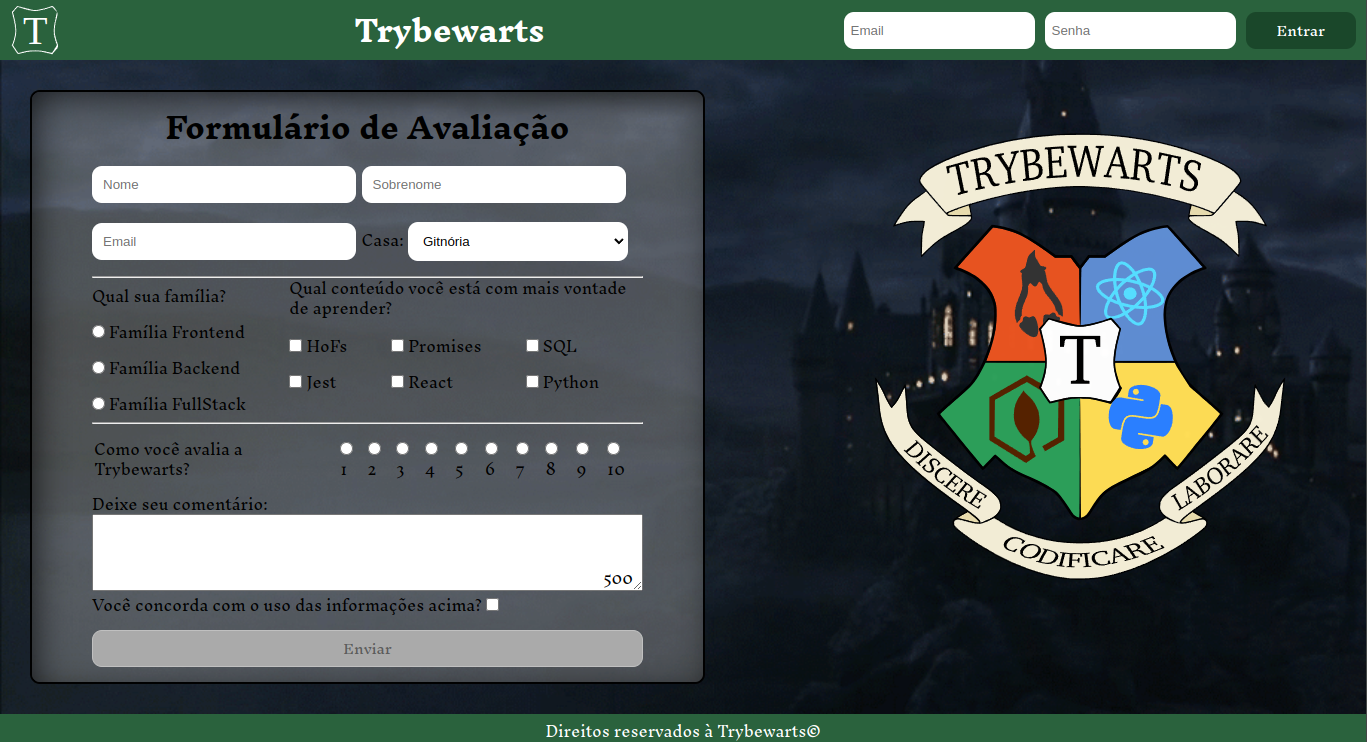 T
Trybewarts
Email
Senha
Entrar
Formulário de Avaliação
Nome
Sobrenome
Email
Casa:
Gitnória
Qual sua família?
Família Frontend
Família Backend
Família FullStack
Qual conteúdo você está com mais vontade
de aprender?
HoFs
Promises
SQL
Jest
React
Python
Como você avalia a
Trybewarts?
1 2 3 4 5 6 7 8 9 10
Deixe seu comentário:
500
Você concorda com o uso das informações acima?
Enviar
TRYBEWARTS
T
DISCERE
CODIFICARE
LABORARE
Direitos reservados à Trybewarts©